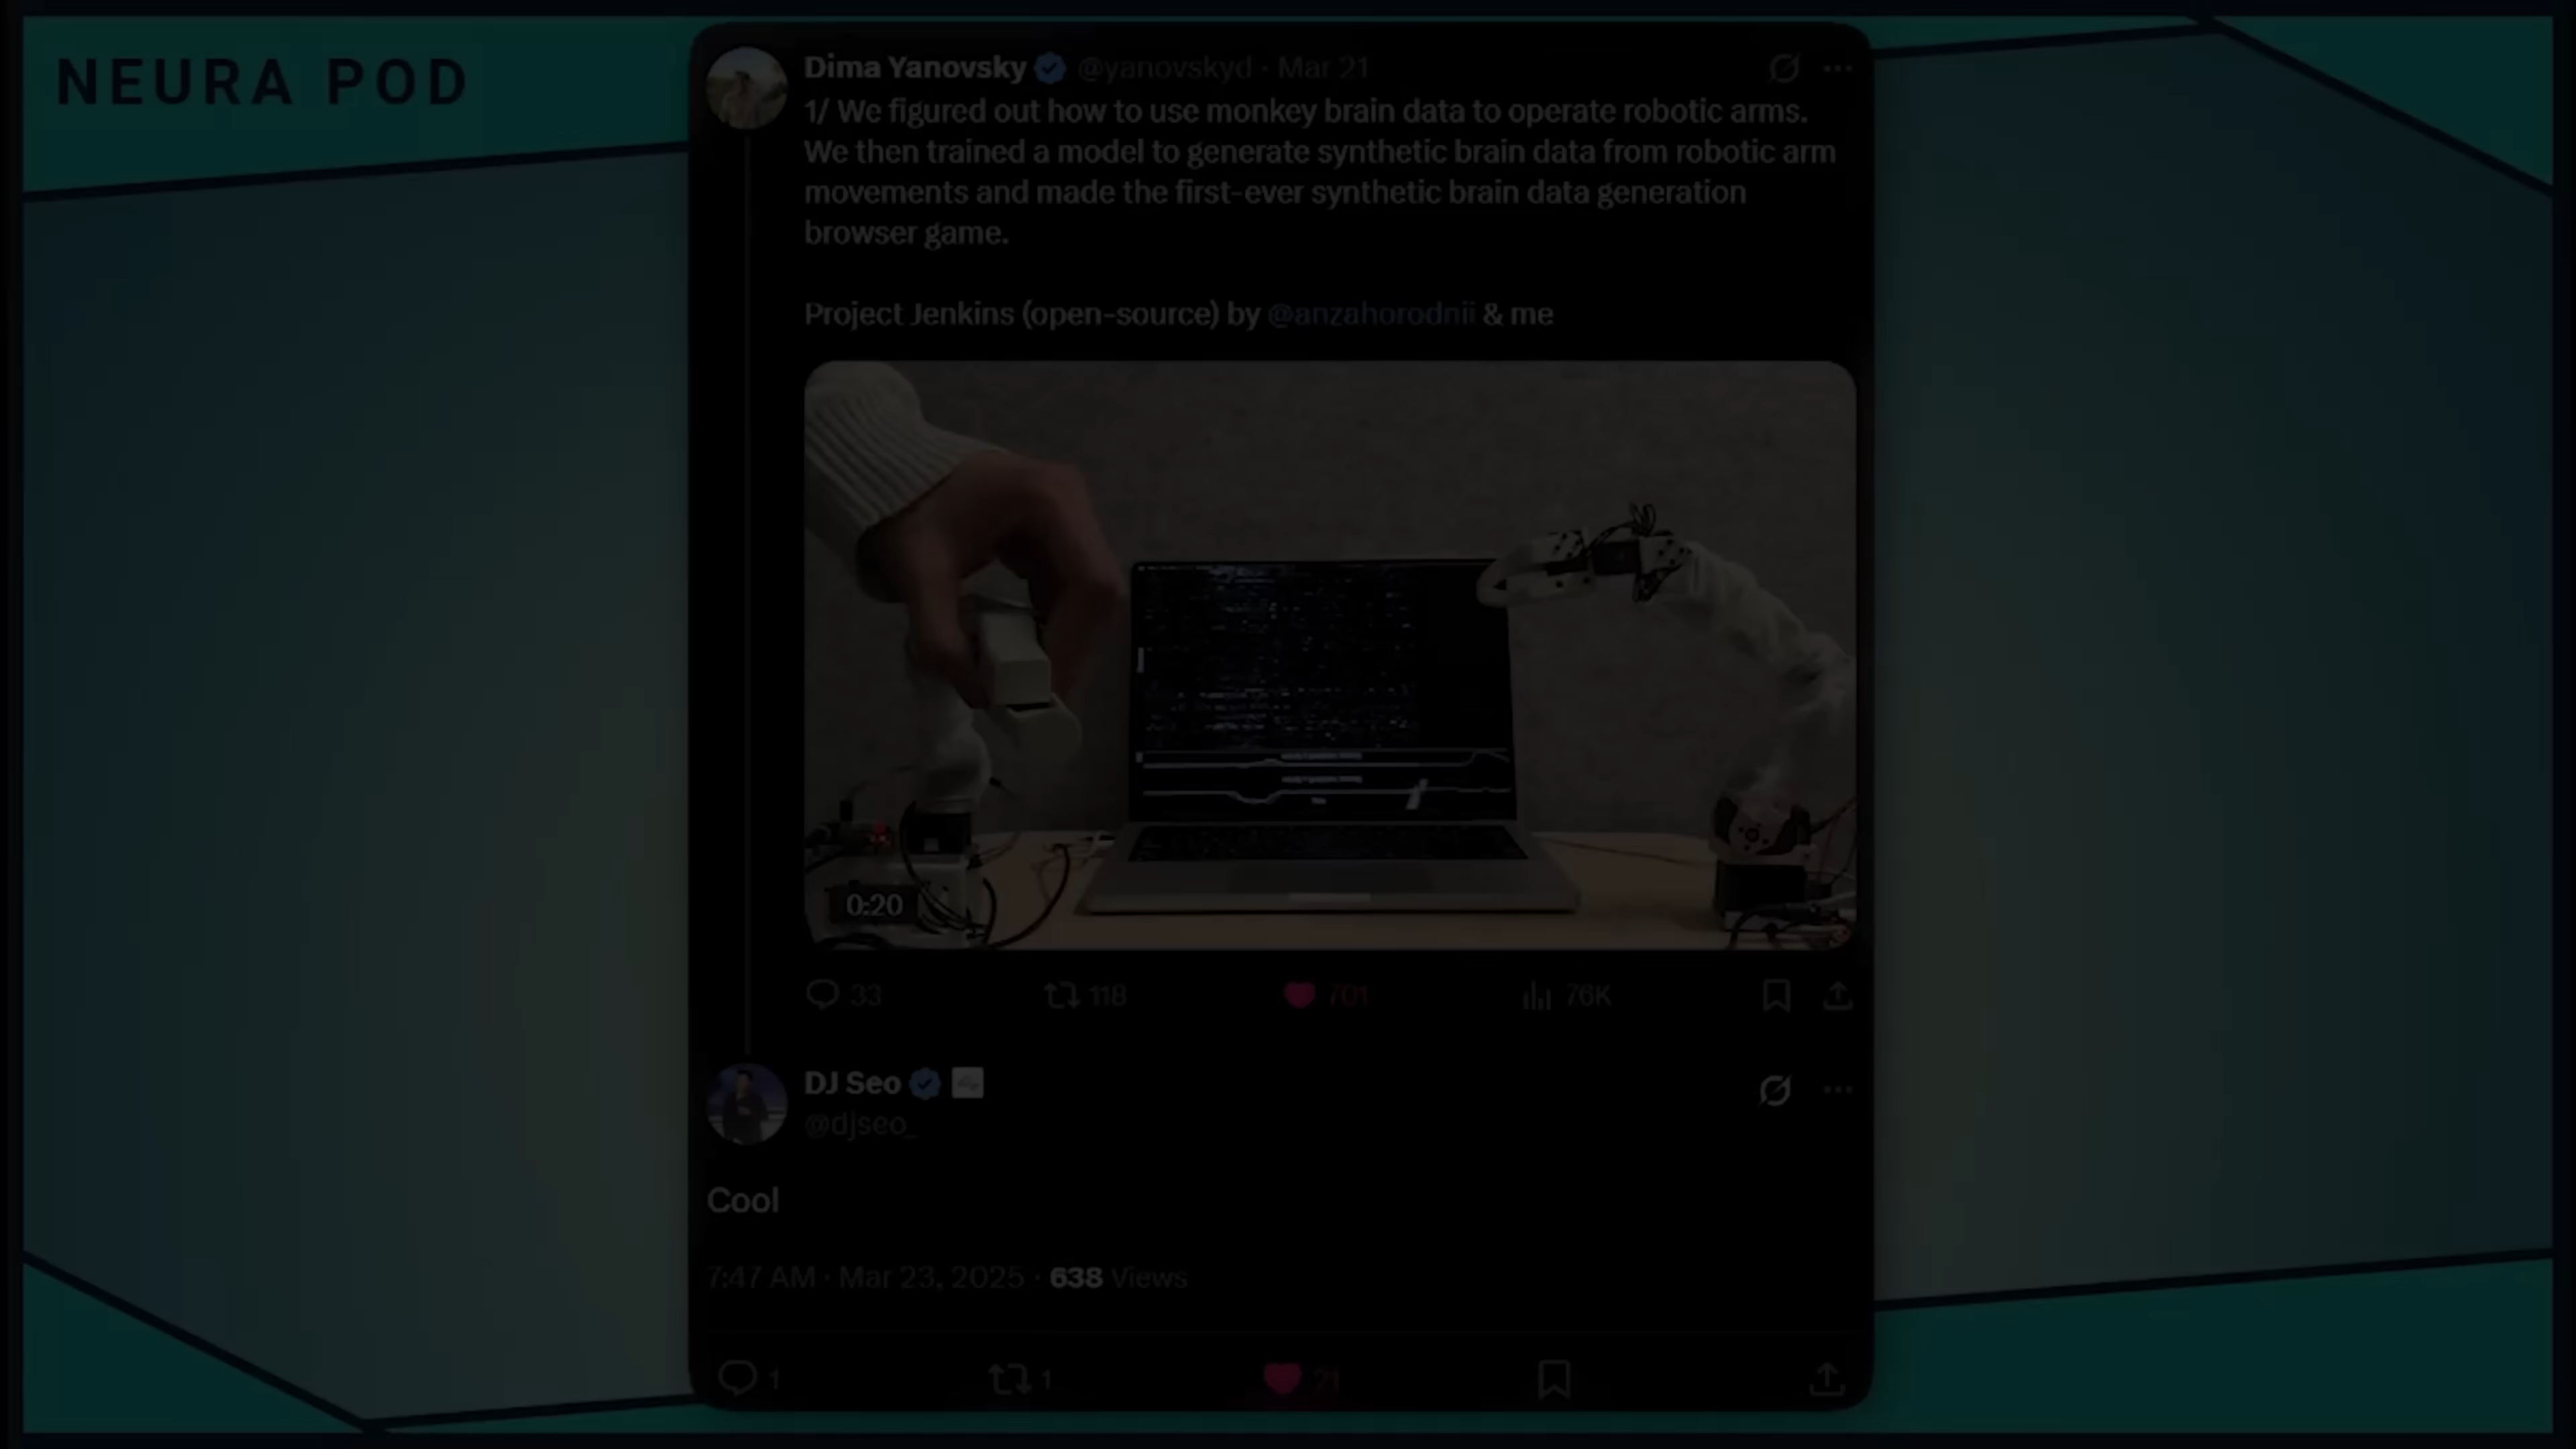 NEURA POD
Dima Yanovsky @yanovskyd · Mar 21
1/ We figured out how to use monkey brain data to operate robotic arms.
We then trained a model to generate synthetic brain data from robotic arm
movements and made the first-ever synthetic brain data generation
browser game.
Project Jenkins (open-source) by @anzahorodnii & me
0:20
33 118 701 76K
DJ Seo
@djseo_
Cool
7:47 AM · Mar 23, 2025 · 638 Views
1 1 21